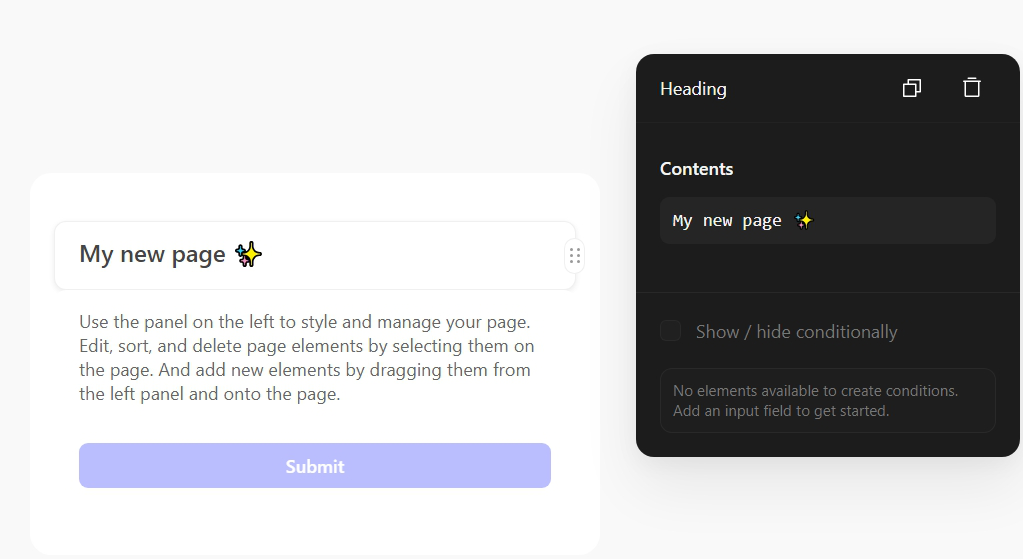 My new page ✨
Use the panel on the left to style and manage your page.
Edit, sort, and delete page elements by selecting them on
the page. And add new elements by dragging them from
the left panel and onto the page.
Submit
Heading
Contents
My new page ✨
Show / hide conditionally
No elements available to create conditions.
Add an input field to get started.